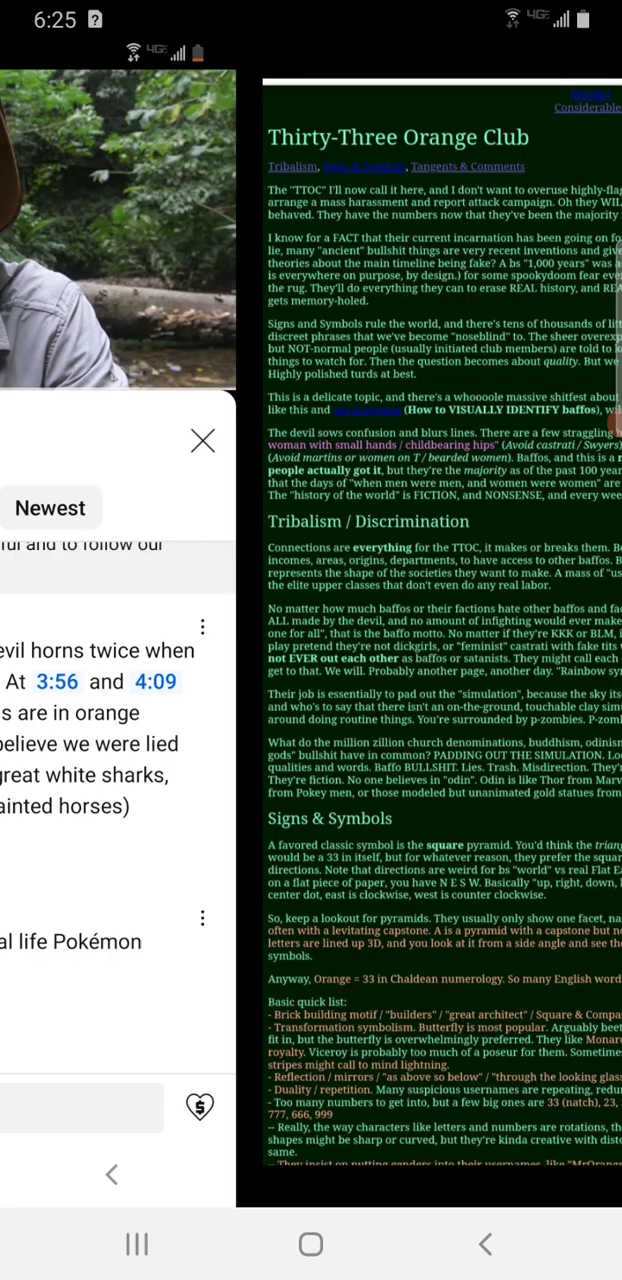 6:25
4GE
4GE
Newest
ful and to follow our
evil horns twice when
At 3:56 and 4:09
s are in orange
believe we were lied
great white sharks,
ainted horses)
al life Pokémon
Considerable
Thirty-Three Orange Club
Tribalism, Signs & Symbols, Tangents & Comments
The "TTOC" I'll now call it here, and I don't want to overuse highly-flag
arrange a mass harassment and report attack campaign. Oh they WIL
behaved. They have the numbers now that they've been the majority
I know for a FACT that their current incarnation has been going on fo
lie, many "ancient" bullshit things are very recent inventions and give
theories about the main timeline being fake? A bs "1,000 years" was a
is everywhere on purpose, by design.) for some spookydoom fear eve
the rug. They'll do everything they can to erase REAL history, and REA
gets memory-holed.
Signs and Symbols rule the world, and there's tens of thousands of litt
discreet phrases that we've become "noseblind" to. The sheer overexp
but NOT-normal people (usually initiated club members) are told to k
things to watch for. Then the question becomes about quality. But we
Highly polished turds at best.
This is a delicate topic, and there's a whoooole massive shitfest about
like this and (How to VISUALLY IDENTIFY baffos), wil
The devil sows confusion and blurs lines. There are a few straggling
woman with small hands / childbearing hips" (Avoid castrati / Swyers)
(Avoid martins or women on T / bearded women). Baffos, and this is a
people actually got it, but they're the majority as of the past 100 year
that the days of "when men were men, and women were women" are
The "history of the world" is FICTION, and NONSENSE, and every wee
Tribalism / Discrimination
Connections are everything for the TTOC, it makes or breaks them. Be
incomes, areas, origins, departments, to have access to other baffos. B
represents the shape of the societies they want to make. A mass of "us
the elite upper classes that don't even do any real labor.
No matter how much baffos or their factions hate other baffos and fac
ALL made by the devil, and no amount of infighting would ever make
one for all", that is the baffo motto. No matter if they're KKK or BLM, i
play pretend they're not dickgirls, or "feminist" castrati with fake tits
not EVER out each other as baffos or satanists. They might call each
get to that. We will. Probably another page, another day. "Rainbow sy
Their job is essentially to pad out the "simulation", because the sky its
and who's to say that there isn't an on-the-ground, touchable clay sim
around doing routine things. You're surrounded by p-zombies. P-zom
What do the million zillion church denominations, buddhism, odinism
gods" bullshit have in common? PADDING OUT THE SIMULATION. Loc
qualities and words. Baffo BULLSHIT. Lies. Trash. Misdirection. They'r
They're fiction. No one believes in "odin". Odin is like Thor from Marv
from Pokey men, or those modeled but unanimated gold statues from
Signs & Symbols
A favored classic symbol is the square pyramid. You'd think the trian
would be a 33 in itself, but for whatever reason, they prefer the squar
directions. Note that directions are weird for bs "world" vs real Flat Ea
on a flat piece of paper, you have N E S W. Basically "up, right, down, l
center dot, east is clockwise, west is counter clockwise.
So, keep a lookout for pyramids. They usually only show one facet, na
often with a levitating capstone. A is a pyramid with a capstone but no
letters are lined up 3D, and you look at it from a side angle and see the
symbols.
Anyway, Orange = 33 in Chaldean numerology. So many English word
Basic quick list:
- Brick building motif / "builders" / "great architect" / Square & Compa
- Transformation symbolism. Butterfly is most popular. Arguably beet
fit in, but the butterfly is overwhelmingly preferred. They like Monar
royalty. Viceroy is probably too much of a poseur for them. Sometime
stripes might call to mind lightning.
- Reflection / mirrors / "as above so below" / "through the looking glas
- Duality / repetition. Many suspicious usernames are repeating, redu
- Too many numbers to get into, but a few big ones are 33 (natch), 23,
777, 666, 999
-- Really, the way characters like letters and numbers are rotations, th
shapes might be sharp or curved, but they're kinda creative with disto
same.
-- They insist on putting genders into their usernames, like "MrOrang